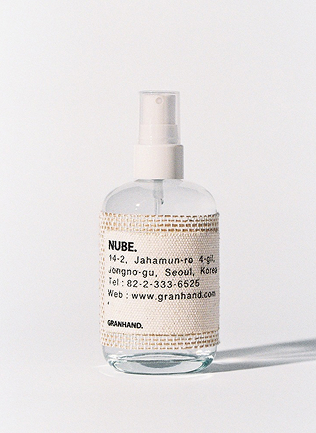 NUBE.
14-2, Jahamun-ro 4-gil,
Jongno-gu, Seoul, Korea
Tel : 82-2-333-6525
Web : www.granhand.com
GRANHAND.